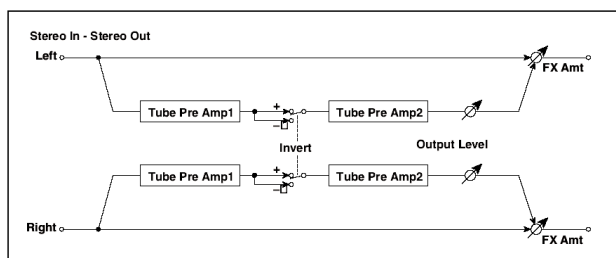 Stereo In - Stereo Out
Left
FX Amt
Tube Pre Amp1
+
−
Tube Pre Amp2
Invert
Output Level
Tube Pre Amp1
+
−
Tube Pre Amp2
Right
FX Amt